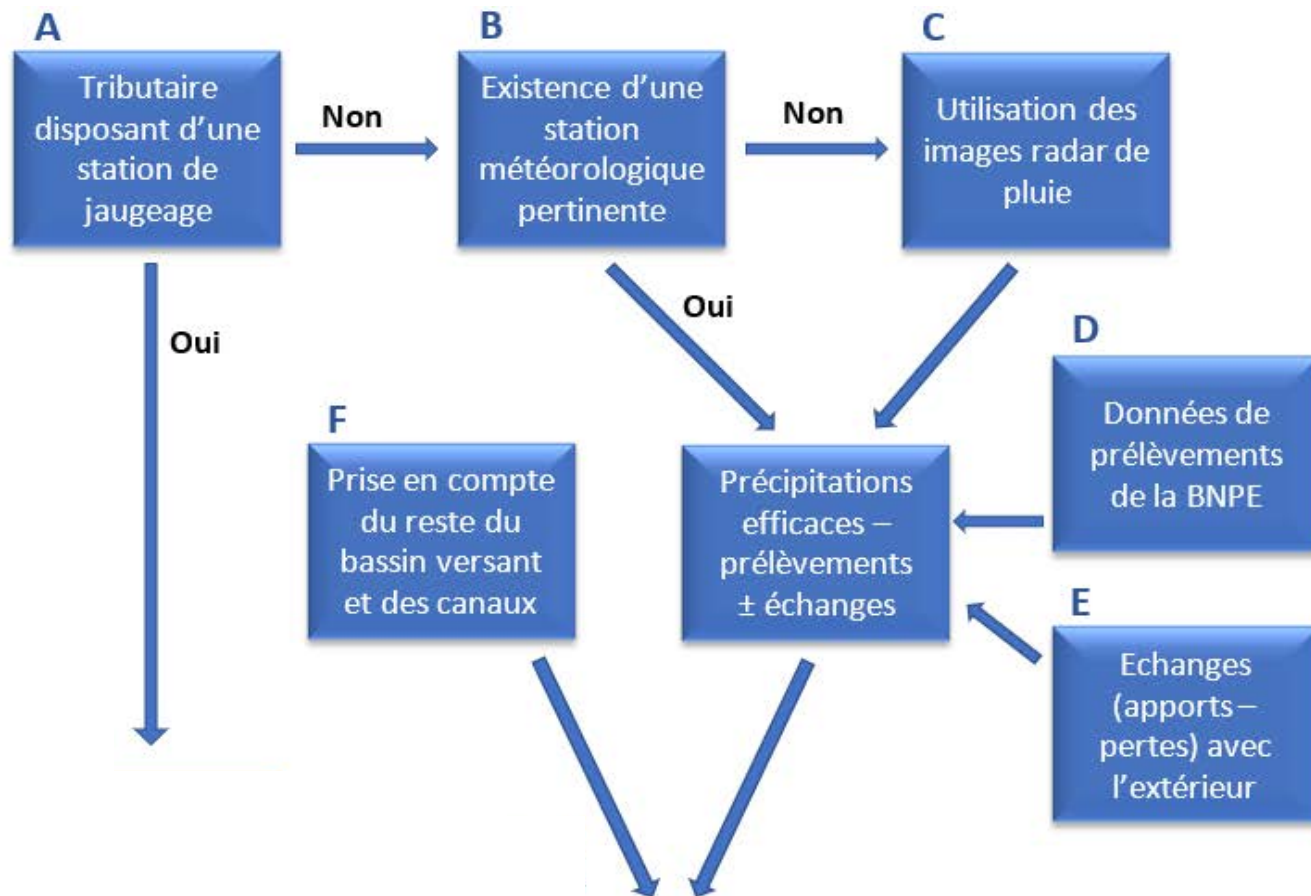 A
Tributaire
disposant d'une
station de
jaugeage
Non
B
Existence d'une
station
météorologique
pertinente
Non
C
Utilisation des
images radar de
pluie
Oui
Oui
D
Données de
prélèvements
de la BNPE
F
Prise en compte
du reste du
bassin versant
et des canaux
Précipitations
efficaces –
prélèvements
± échanges
E
Echanges
(apports –
pertes) avec
l'extérieur